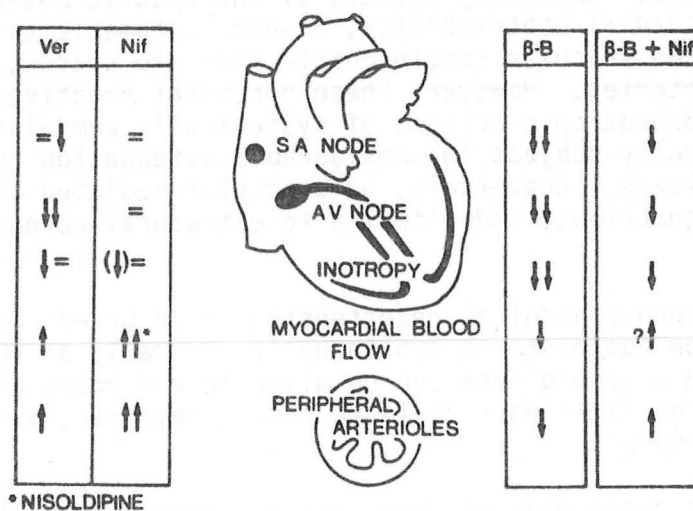 Ver Nif β-B β-B + Nif
=↓ = SA NODE ↓↓ ↓
↓↓ = AV NODE ↓↓ ↓
↓= (↓)= INOTROPY ↓↓ ↓
↑ ↑↑* MYOCARDIAL BLOOD ↓ ?↑
FLOW
↑ ↑↑ PERIPHERAL ↓ ↑
ARTERIOLES
* NISOLDIPINE